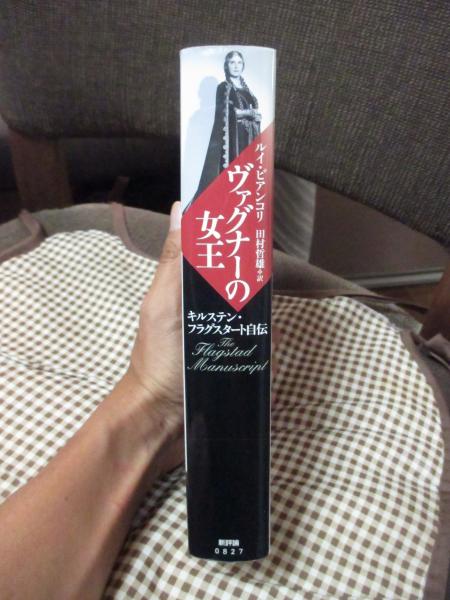 ルイ・ビアンコリ
田村哲雄・訳
ヴァグナーの
女王
キルステン・
フラグスタート自伝
The
Flagstad
Manuscript
新評論
0827